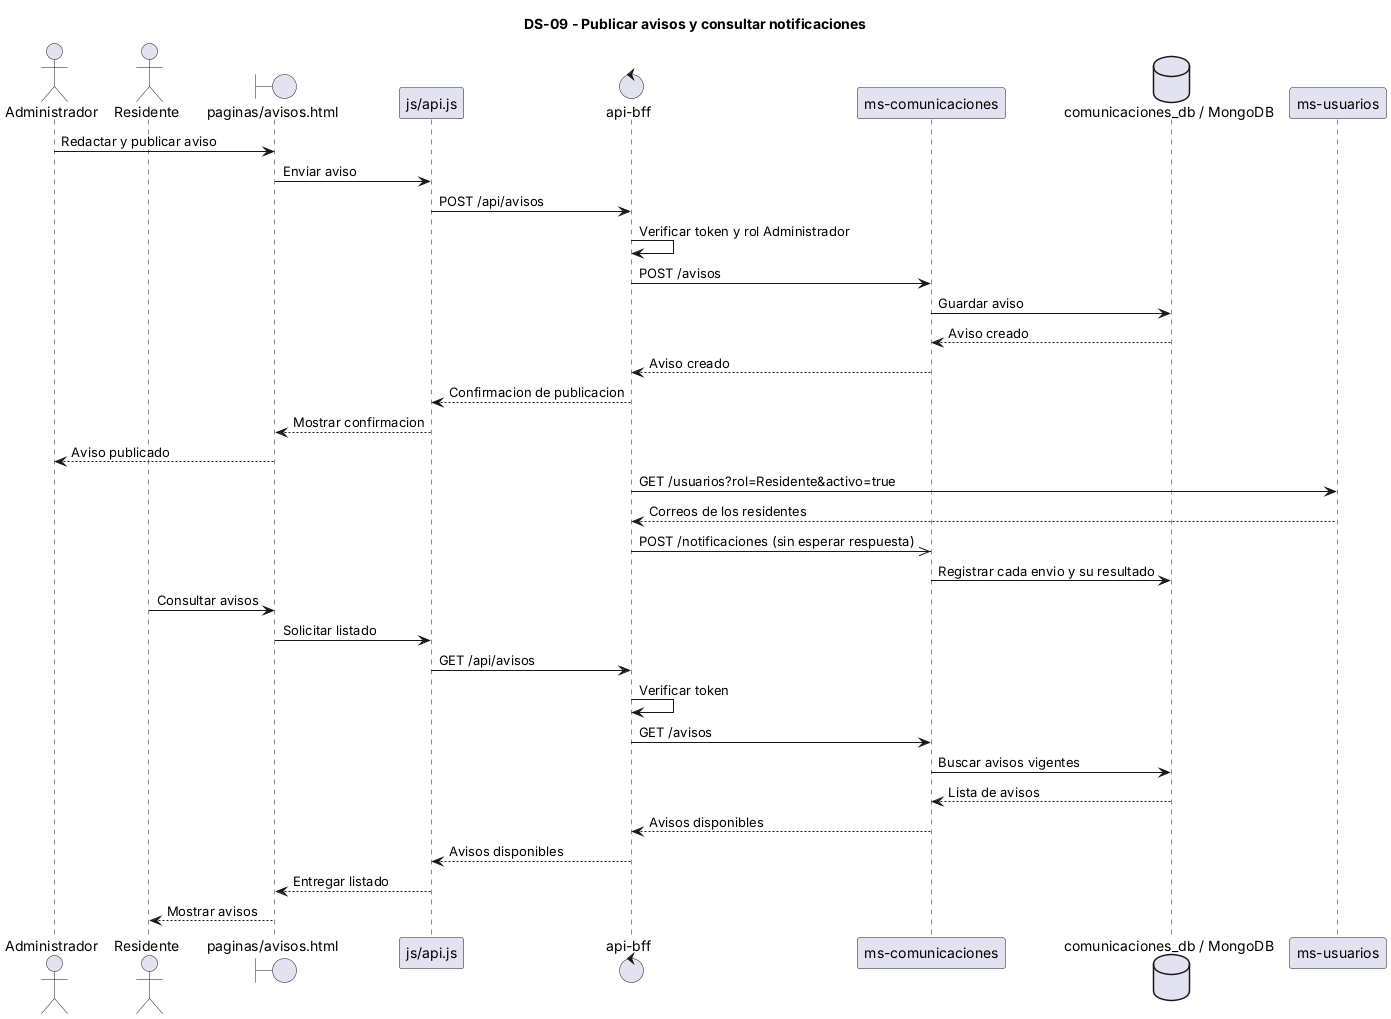 DS-09 - Publicar avisos y consultar notificaciones
Administrador
Residente
paginas/avisos.html
js/api.js
api-bff
ms-comunicaciones
comunicaciones_db / MongoDB
ms-usuarios
Redactar y publicar aviso
Enviar aviso
POST /api/avisos
Verificar token y rol Administrador
POST /avisos
Guardar aviso
Aviso creado
Aviso creado
Confirmacion de publicacion
Mostrar confirmacion
Aviso publicado
GET /usuarios?rol=Residente&activo=true
Correos de los residentes
POST /notificaciones (sin esperar respuesta)
Registrar cada envio y su resultado
Consultar avisos
Solicitar listado
GET /api/avisos
Verificar token
GET /avisos
Buscar avisos vigentes
Lista de avisos
Avisos disponibles
Avisos disponibles
Entregar listado
Mostrar avisos
Administrador
Residente
paginas/avisos.html
js/api.js
api-bff
ms-comunicaciones
comunicaciones_db / MongoDB
ms-usuarios